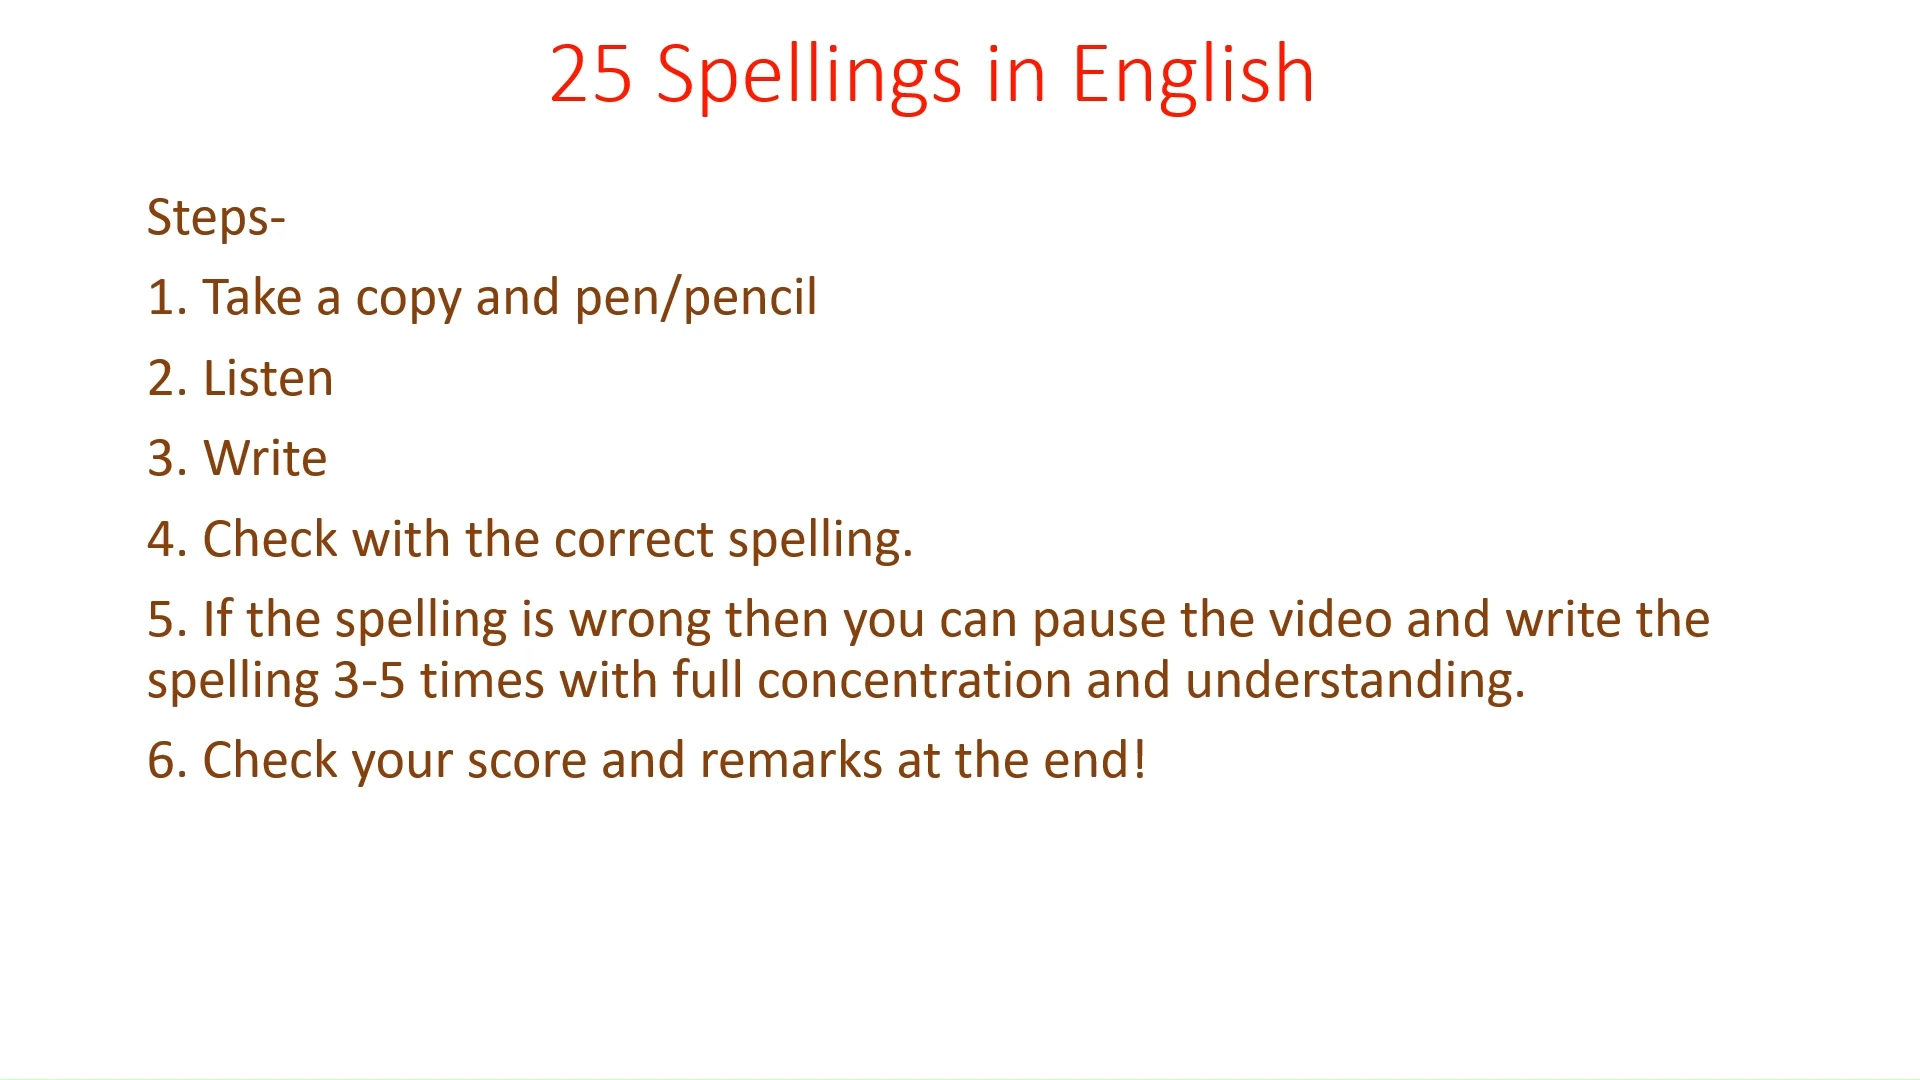 25 Spellings in English
Steps-
1. Take a copy and pen/pencil
2. Listen
3. Write
4. Check with the correct spelling.
5. If the spelling is wrong then you can pause the video and write the
spelling 3-5 times with full concentration and understanding.
6. Check your score and remarks at the end!